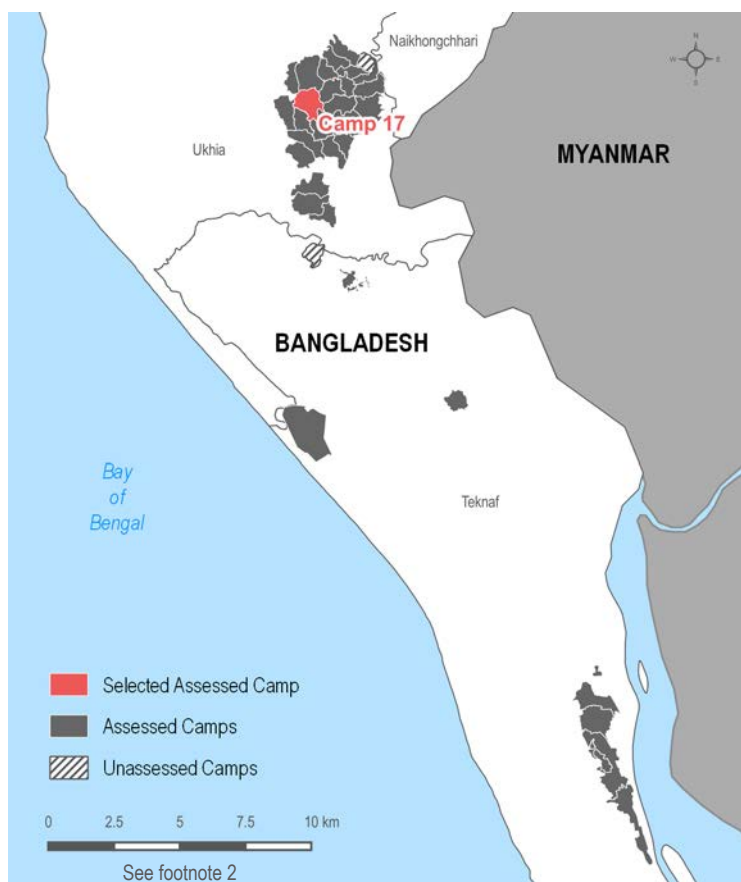 Naikhongchhari
N
W E
S
Camp 17
Ukhia
MYANMAR
BANGLADESH
Bay
of
Bengal
Teknaf
Selected Assessed Camp
Assessed Camps
Unassessed Camps
0 2.5 5 7.5 10 km
See footnote 2